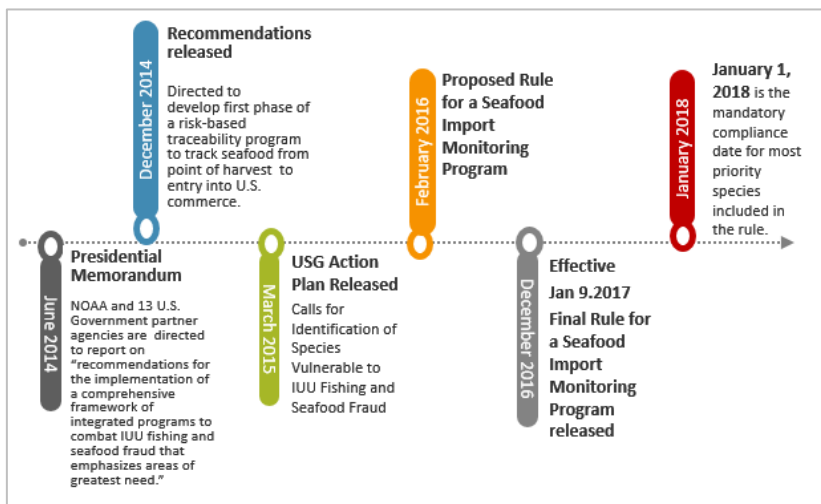 June 2014
Presidential
Memorandum
NOAA and 13 U.S.
Government partner
agencies are directed
to report on
“recommendations for
the implementation of
a comprehensive
framework of
integrated programs to
combat IUU fishing and
seafood fraud that
emphasizes areas of
greatest need.”
December 2014
Recommendations
released
Directed to
develop first phase of
a risk-based
traceability program
to track seafood from
point of harvest to
entry into U.S.
commerce.
March 2015
USG Action
Plan Released
Calls for
Identification of
Species
Vulnerable to
IUU Fishing and
Seafood Fraud
February 2016
Proposed Rule
for a Seafood
Import
Monitoring
Program
December 2016
Effective
Jan 9.2017
Final Rule for
a Seafood
Import
Monitoring
Program
released
January 2018
January 1,
2018 is the
mandatory
compliance
date for most
priority
species
included in
the rule.